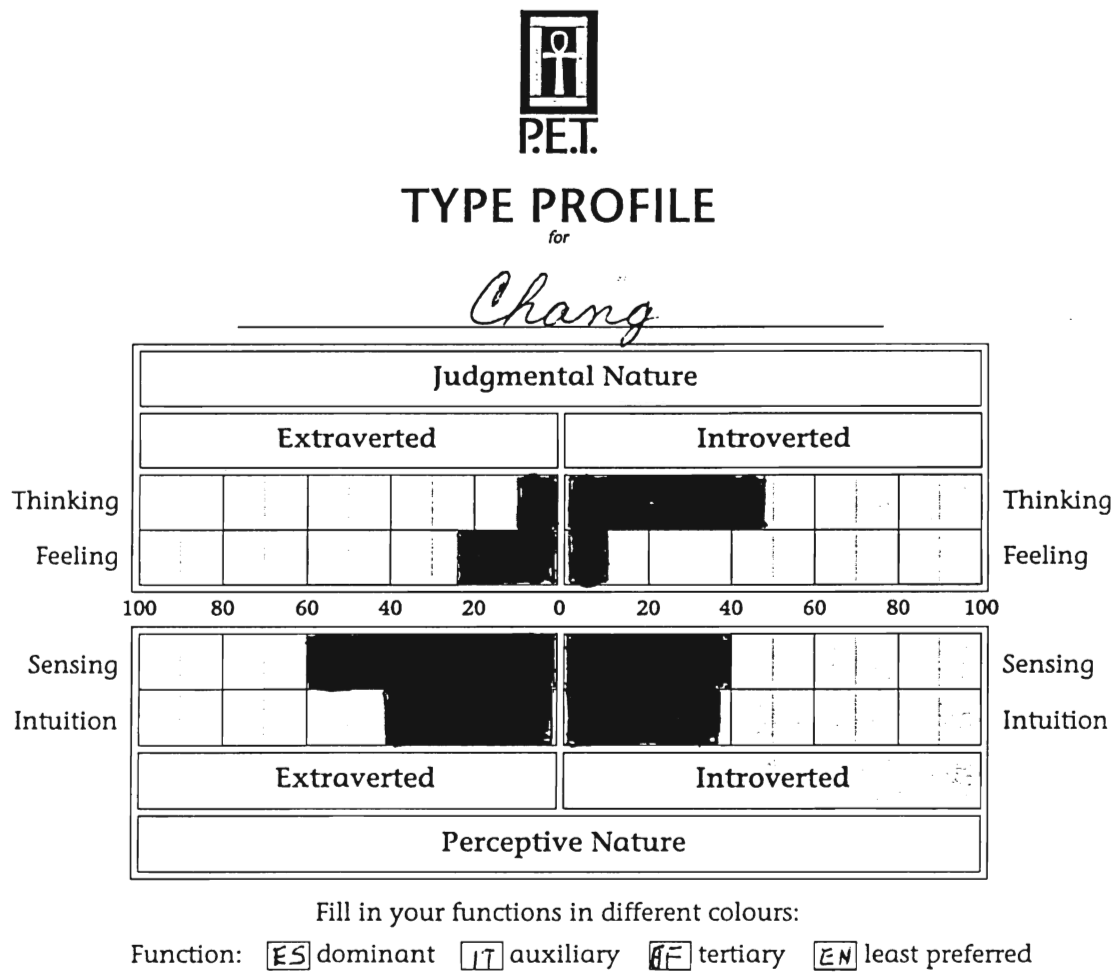 P.E.T.
TYPE PROFILE
for
Chang
Judgmental Nature
Extraverted Introverted
Thinking Thinking
Feeling Feeling
100 80 60 40 20 0 20 40 60 80 100
Sensing Sensing
Intuition Intuition
Extraverted Introverted
Perceptive Nature
Fill in your functions in different colours:
Function: ES dominant IT auxiliary tertiary EN least preferred